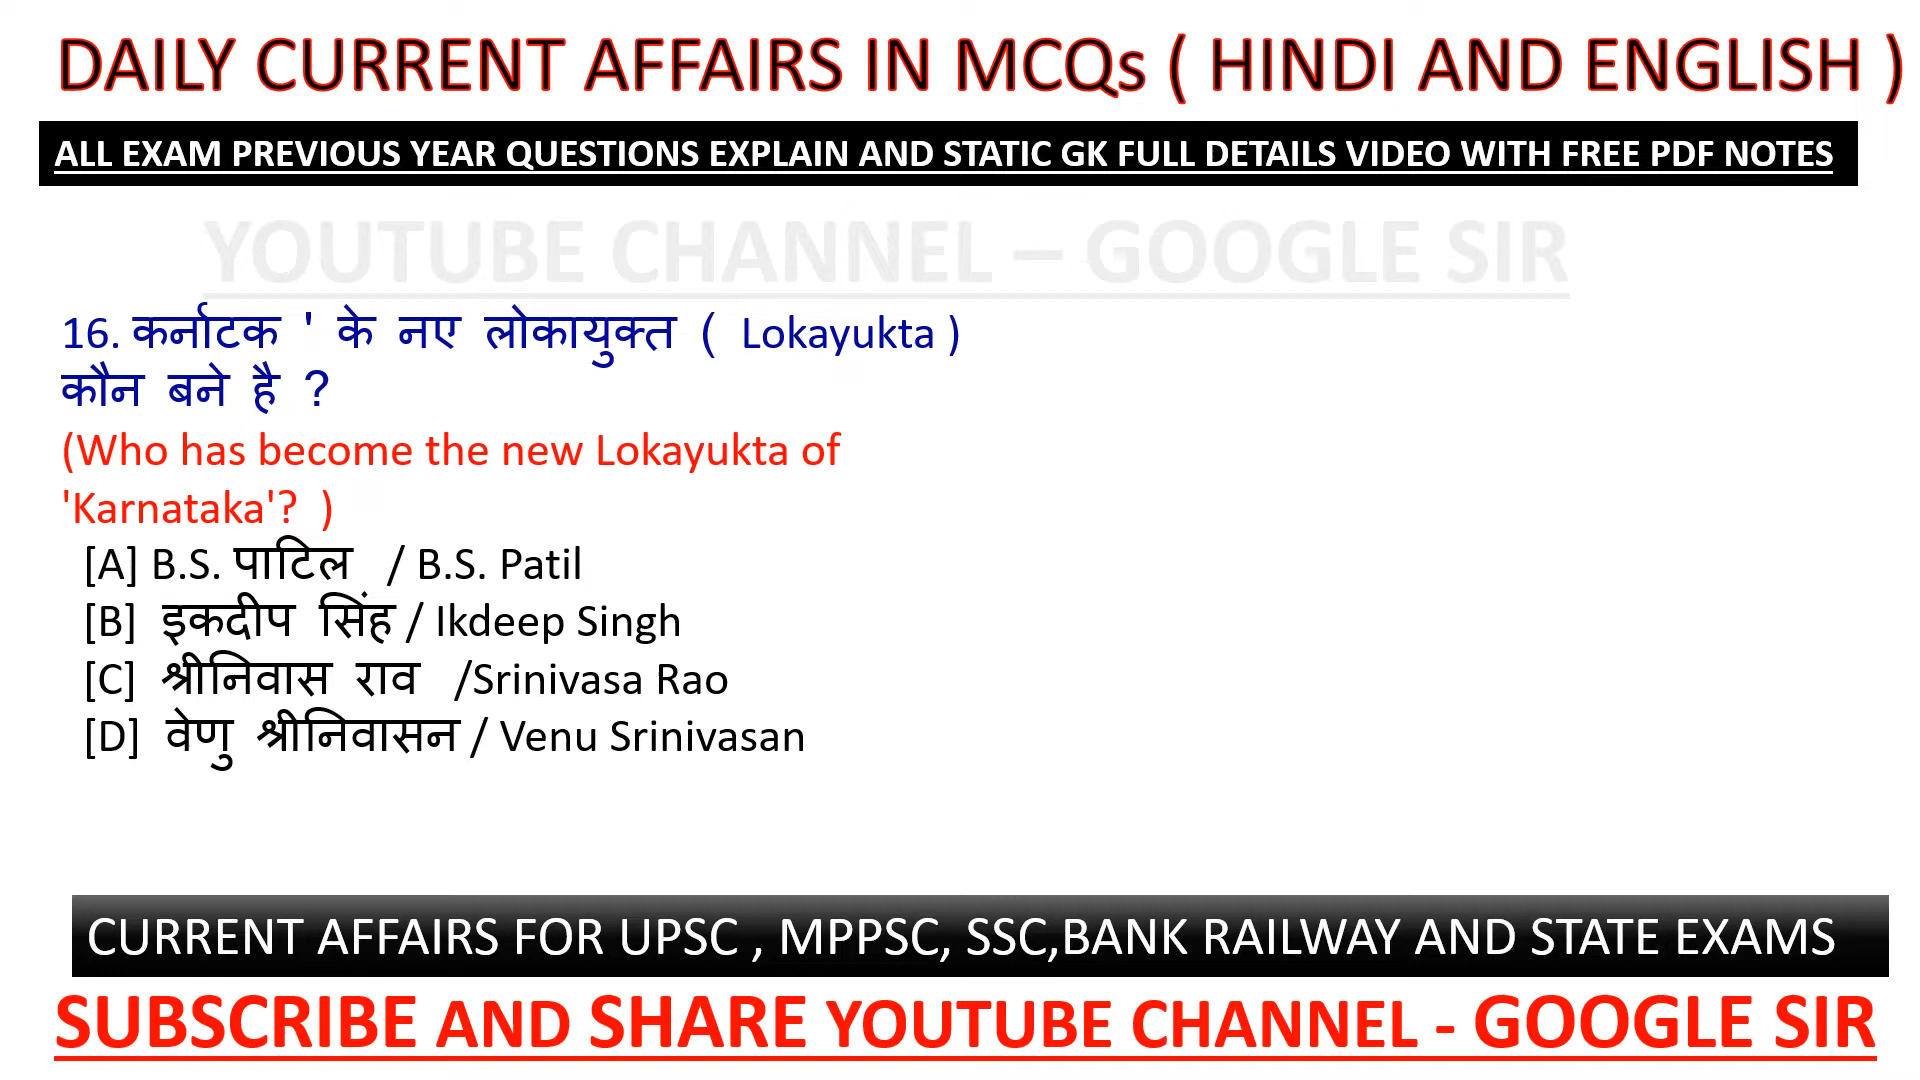 DAILY CURRENT AFFAIRS IN MCQs ( HINDI AND ENGLISH )
ALL EXAM PREVIOUS YEAR QUESTIONS EXPLAIN AND STATIC GK FULL DETAILS VIDEO WITH FREE PDF NOTES
YOUTUBE CHANNEL – GOOGLE SIR
16. कर्नाटक ' के नए लोकायुक्त ( Lokayukta )
कौन बने है ?
(Who has become the new Lokayukta of
'Karnataka'? )
[A] B.S. पाटिल / B.S. Patil
[B] इकदीप सिंह / Ikdeep Singh
[C] श्रीनिवास राव /Srinivasa Rao
[D] वेणु श्रीनिवासन / Venu Srinivasan
CURRENT AFFAIRS FOR UPSC , MPPSC, SSC,BANK RAILWAY AND STATE EXAMS
SUBSCRIBE AND SHARE YOUTUBE CHANNEL - GOOGLE SIR